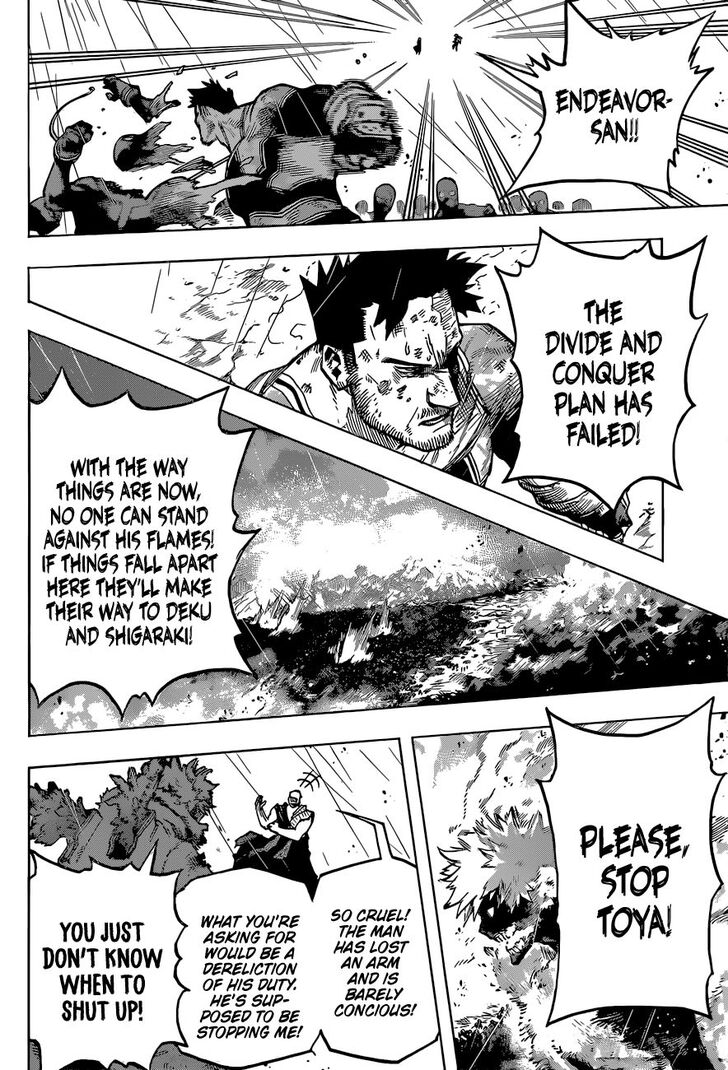 ENDEAVOR-
SAN!!
THE
DIVIDE AND
CONQUER
PLAN HAS
FAILED!
WITH THE WAY
THINGS ARE NOW,
NO ONE CAN STAND
AGAINST HIS FLAMES!
IF THINGS FALL APART
HERE THEY'LL MAKE
THEIR WAY TO DEKU
AND SHIGARAKI!
PLEASE,
STOP
TOYA!
SO CRUEL!
THE MAN
HAS LOST
AN ARM
AND IS
BARELY
CONCIOUS!
WHAT YOU'RE
ASKING FOR
WOULD BE A
DERELICTION
OF HIS DUTY.
HE'S SUP-
POSED TO BE
STOPPING ME!
YOU JUST
DON'T KNOW
WHEN TO
SHUT UP!